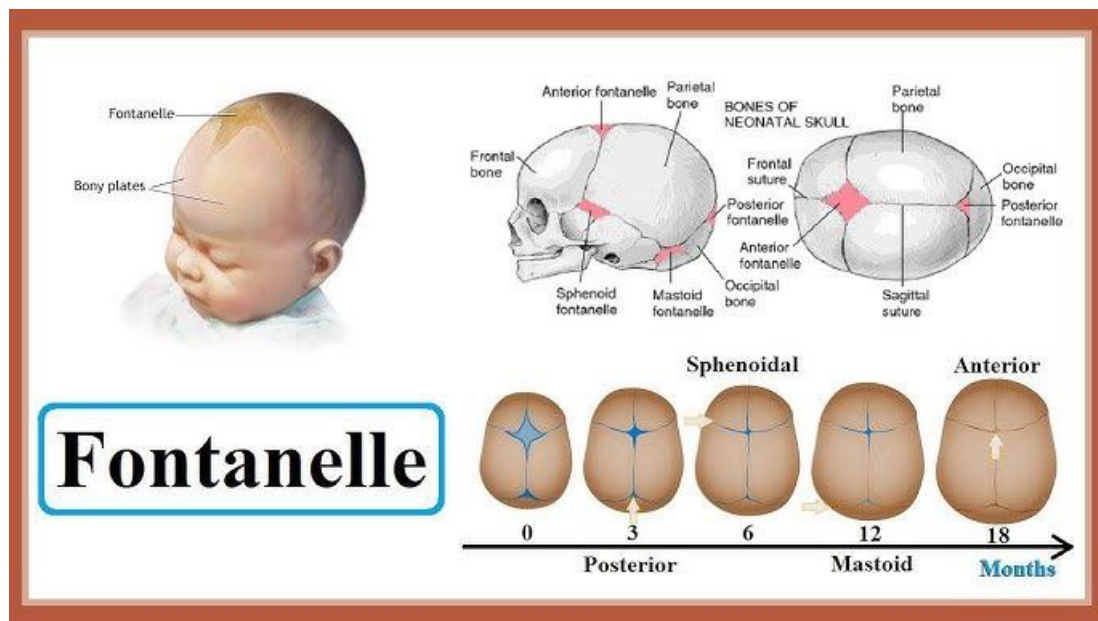 Fontanelle
Bony plates
Anterior fontanelle
Parietal
bone
BONES OF
NEONATAL SKULL
Frontal
bone
Posterior
fontanelle
Sphenoid
fontanelle
Mastoid
fontanelle
Occipital
bone
Parietal
bone
Frontal
suture
Occipital
bone
Posterior
fontanelle
Anterior
fontanelle
Sagittal
suture
Fontanelle
Sphenoidal
Anterior
0
3
6
12
18
Posterior
Mastoid
Months